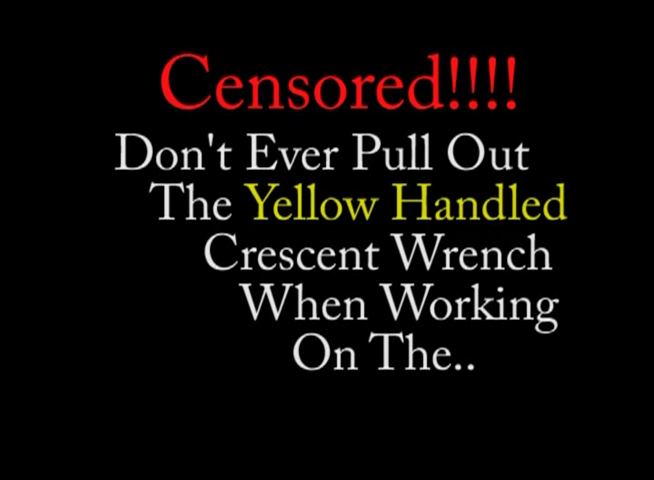 Censored!!!!
Don't Ever Pull Out
The Yellow Handled
Crescent Wrench
When Working
On The..